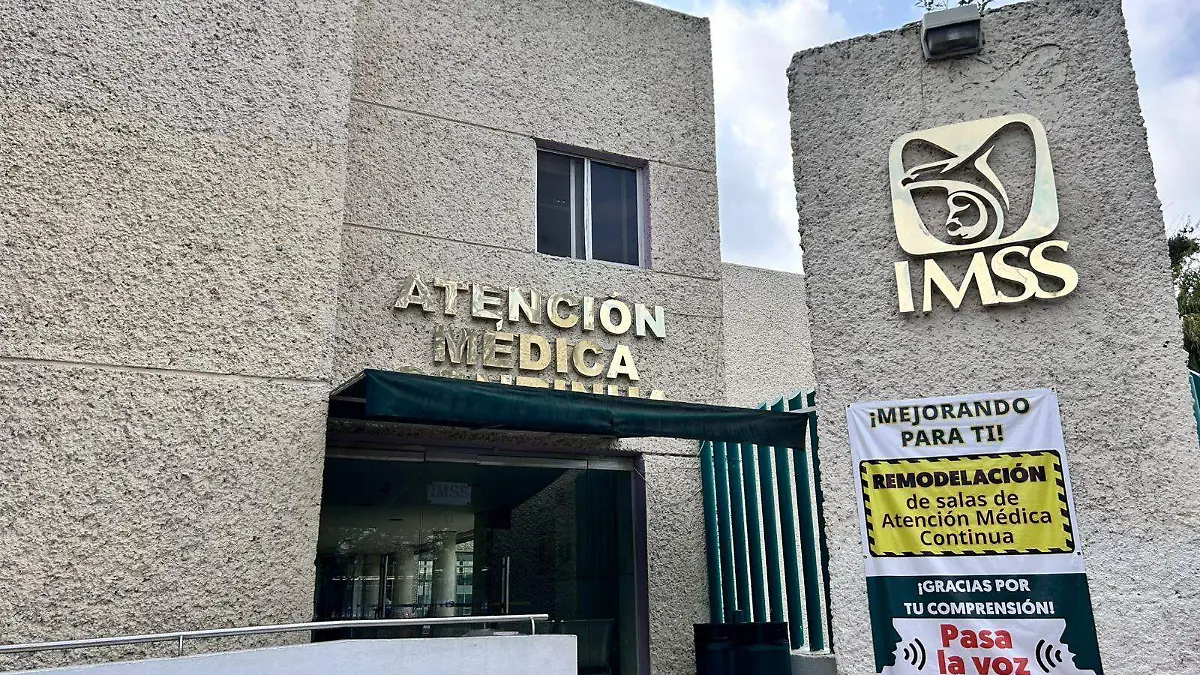 ATENCIÓN
MÉDICA
CONTINUA
IMSS
IMSS
¡MEJORANDO
PARA TI!
REMODELACIÓN
de salas de
Atención Médica
Continua
¡GRACIAS POR
TU COMPRENSIÓN!
Pasa
la voz